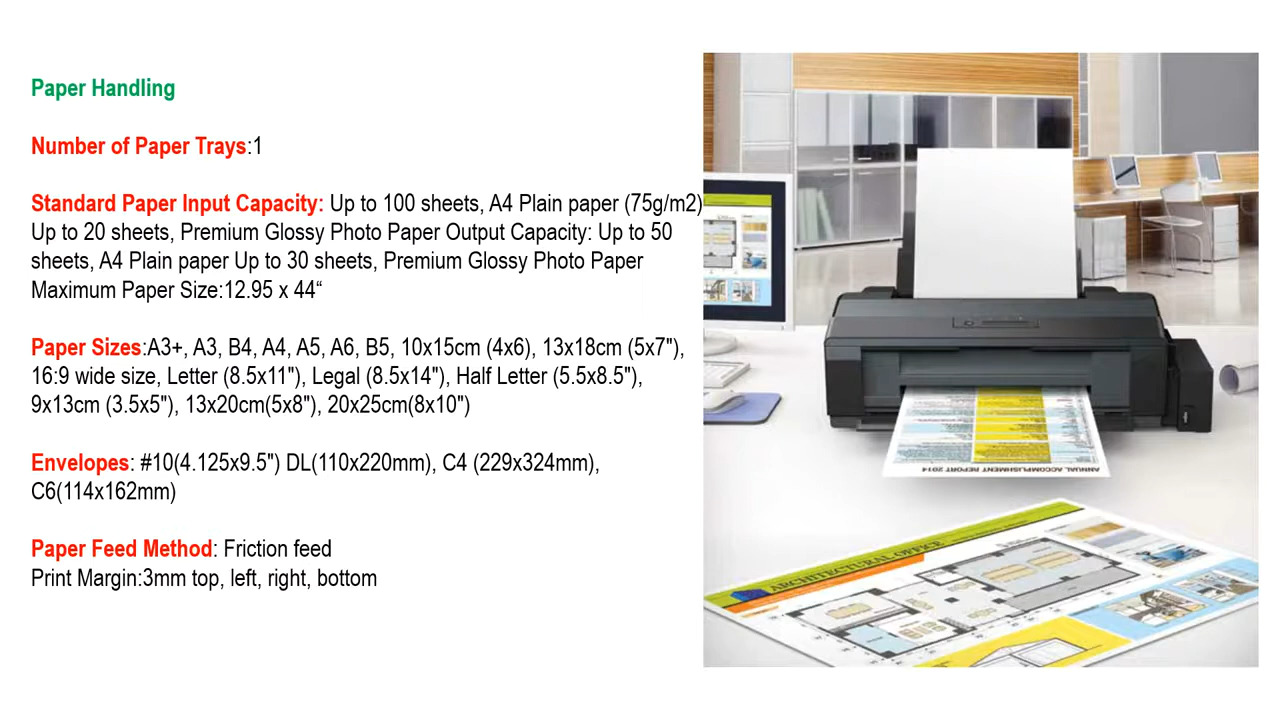 Paper Handling
Number of Paper Trays:1
Standard Paper Input Capacity: Up to 100 sheets, A4 Plain paper (75g/m2)
Up to 20 sheets, Premium Glossy Photo Paper Output Capacity: Up to 50
sheets, A4 Plain paper Up to 30 sheets, Premium Glossy Photo Paper
Maximum Paper Size:12.95 x 44“
Paper Sizes:A3+, A3, B4, A4, A5, A6, B5, 10x15cm (4x6), 13x18cm (5x7"),
16:9 wide size, Letter (8.5x11"), Legal (8.5x14"), Half Letter (5.5x8.5"),
9x13cm (3.5x5"), 13x20cm(5x8"), 20x25cm(8x10")
Envelopes: #10(4.125x9.5") DL(110x220mm), C4 (229x324mm),
C6(114x162mm)
Paper Feed Method: Friction feed
Print Margin:3mm top, left, right, bottom
ANNUAL ACCOMPLISHMENT REPORT 2014
ARCHITECTURAL OFFICE